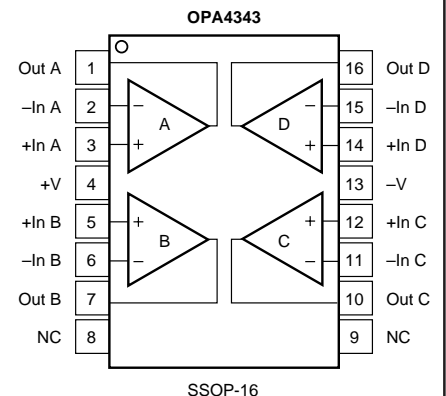 OPA4343
Out A 1 16 Out D
–In A 2 – – 15 –In D
A D
+In A 3 + + 14 +In D
+V 4 13 –V
+In B 5 + + 12 +In C
B C
–In B 6 – – 11 –In C
Out B 7 10 Out C
NC 8 9 NC
SSOP-16